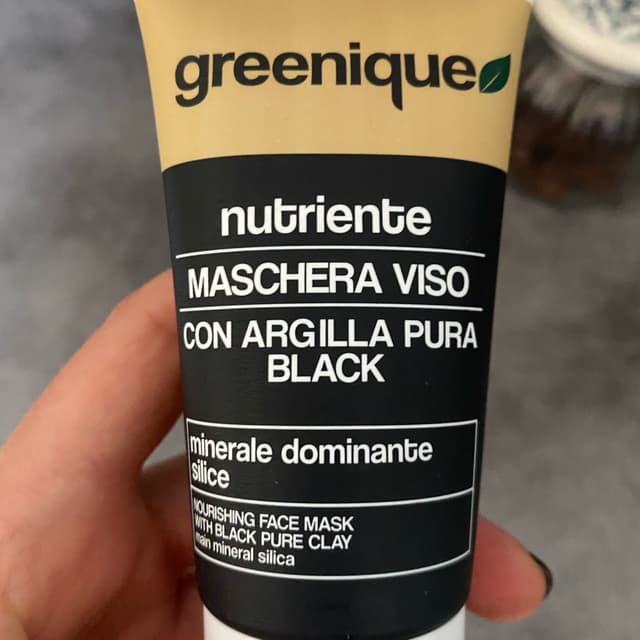 greenique
nutriente
MASCHERA VISO
CON ARGILLA PURA
BLACK
minerale dominante
silice
NOURISHING FACE MASK
WITH BLACK PURE CLAY
main mineral silica